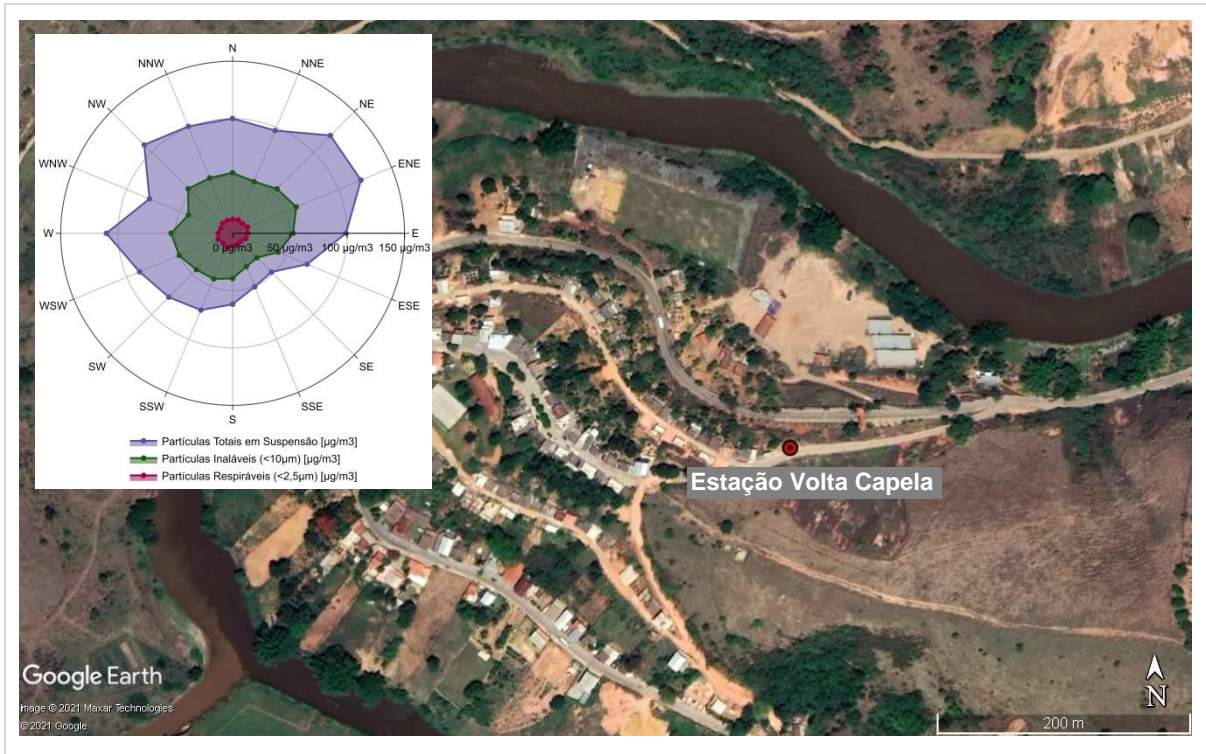 N
NNW
NNE
NW
NE
WNW
ENE
W
0 µg/m3
50 µg/m3
100 µg/m3
150 µg/m3
E
WSW
ESE
SW
SE
SSW
SSE
S
Partículas Totais em Suspensão [µg/m3]
Partículas Inaláveis (<10µm) [µg/m3]
Partículas Respiráveis (<2,5µm) [µg/m3]
Estação Volta Capela
Google Earth
Image © 2021 Maxar Technologies
© 2021 Google
N
200 m